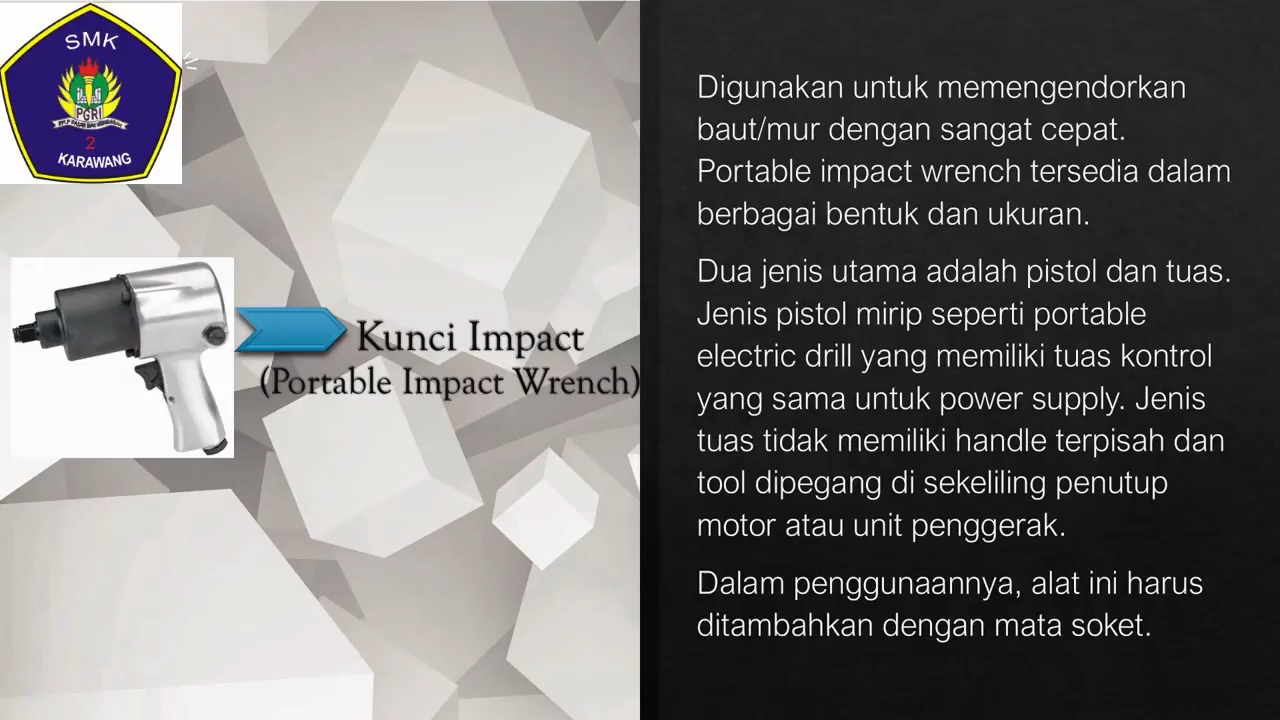 SMK
PGRI
2
KARAWANG
Kunci Impact
(Portable Impact Wrench)
Digunakan untuk memengendorkan
baut/mur dengan sangat cepat.
Portable impact wrench tersedia dalam
berbagai bentuk dan ukuran.
Dua jenis utama adalah pistol dan tuas.
Jenis pistol mirip seperti portable
electric drill yang memiliki tuas kontrol
yang sama untuk power supply. Jenis
tuas tidak memiliki handle terpisah dan
tool dipegang di sekeliling penutup
motor atau unit penggerak.
Dalam penggunaannya, alat ini harus
ditambahkan dengan mata soket.